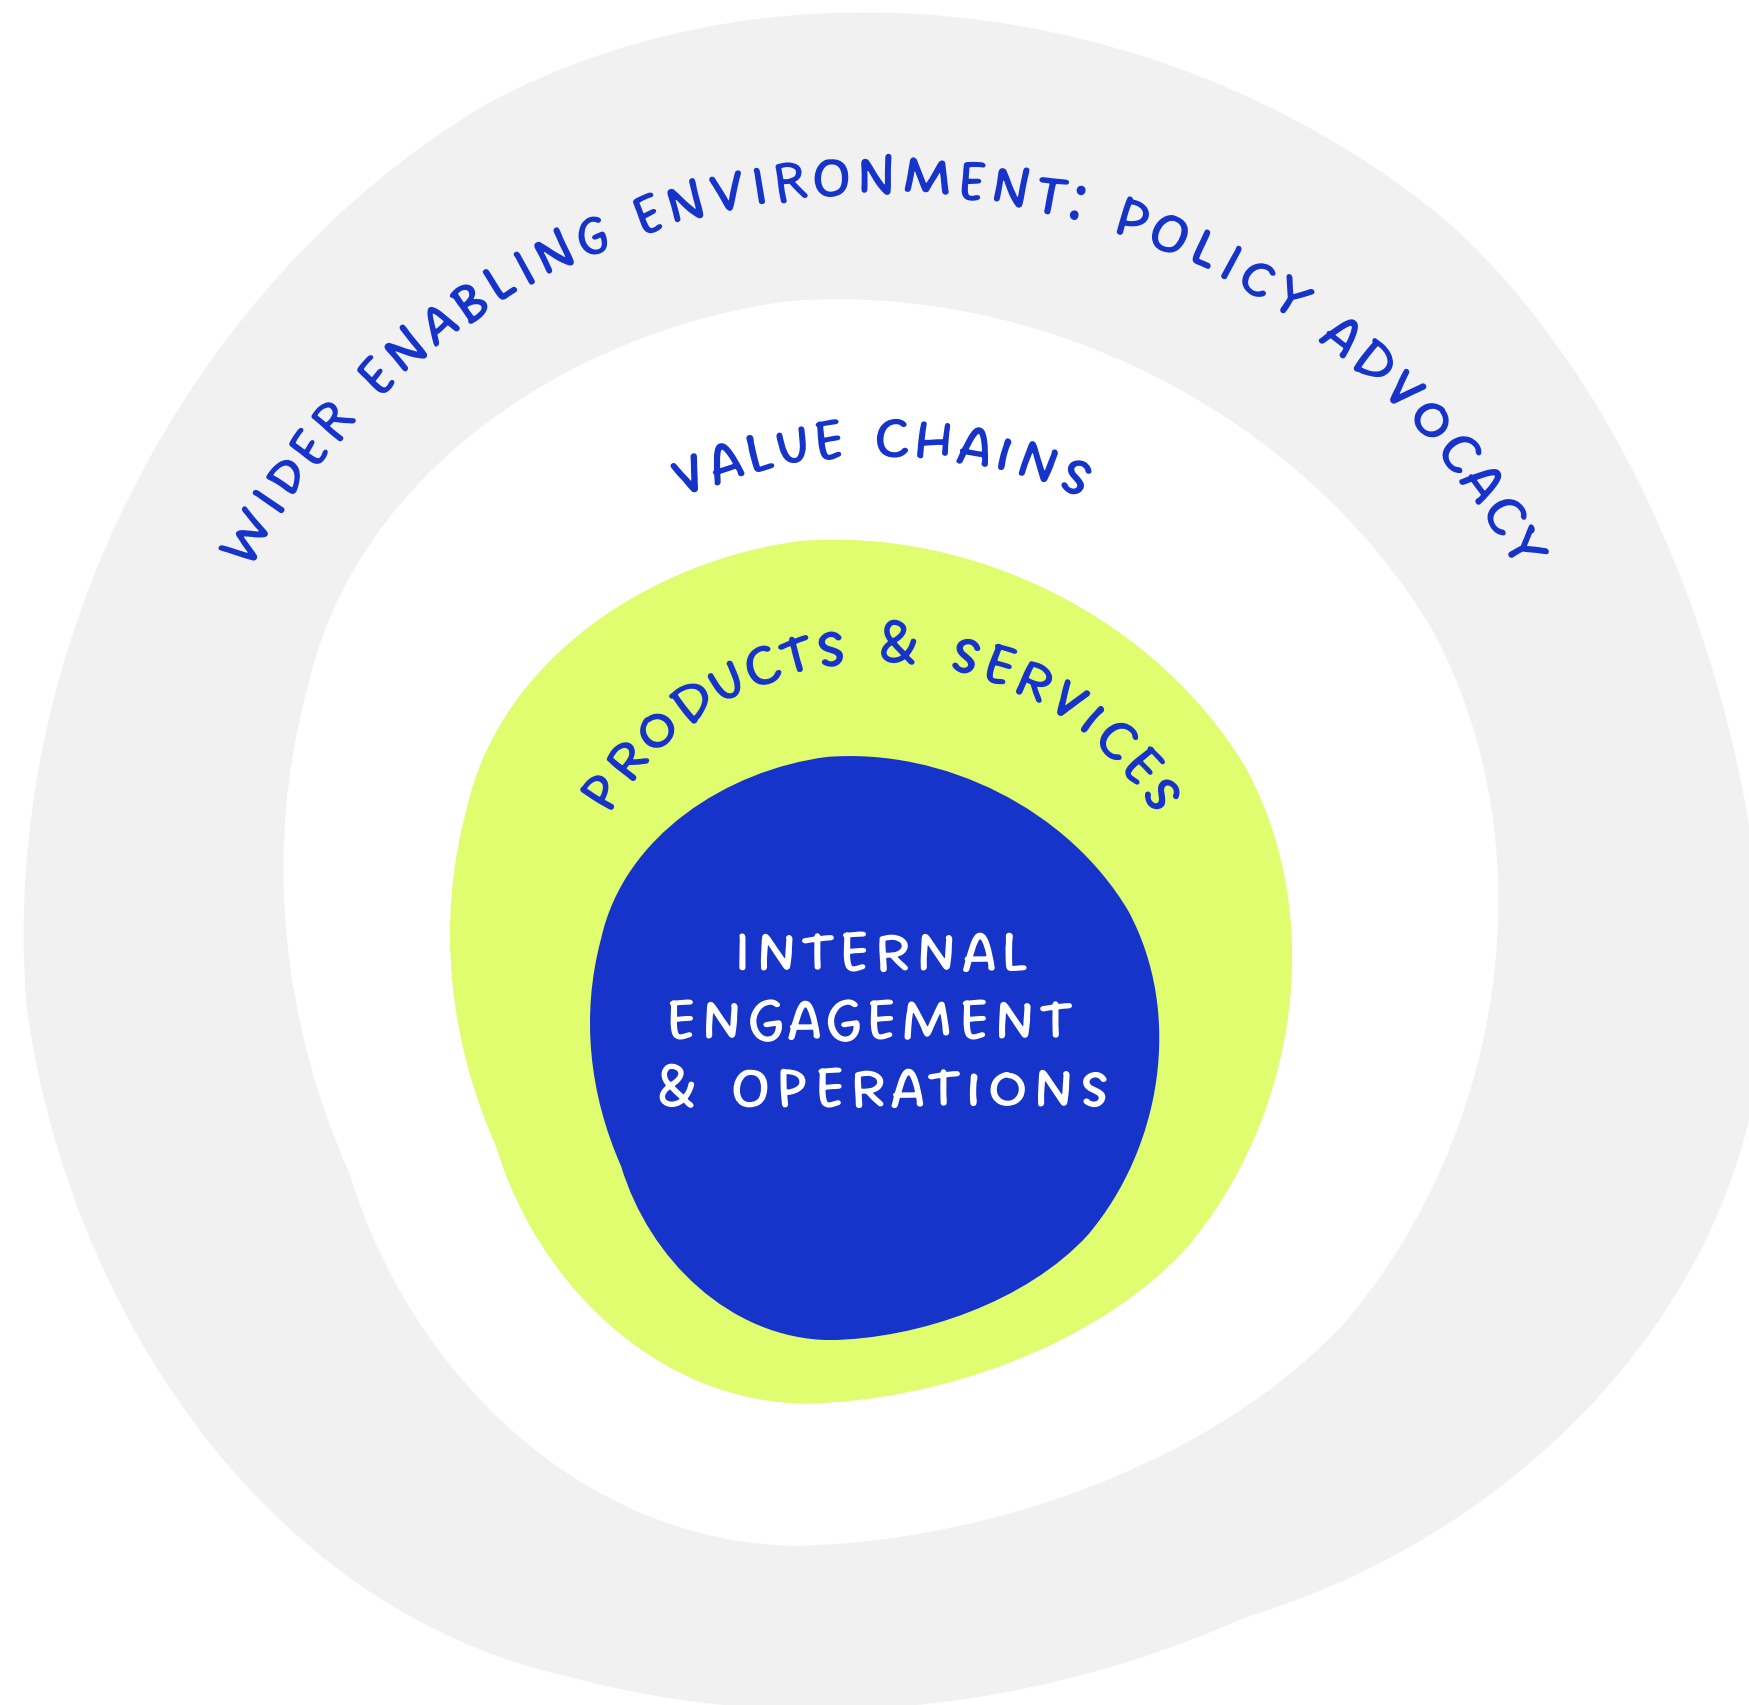 WIDER ENABLING ENVIRONMENT: POLICY ADVOCACY
VALUE CHAINS
PRODUCTS & SERVICES
INTERNAL
ENGAGEMENT
& OPERATIONS